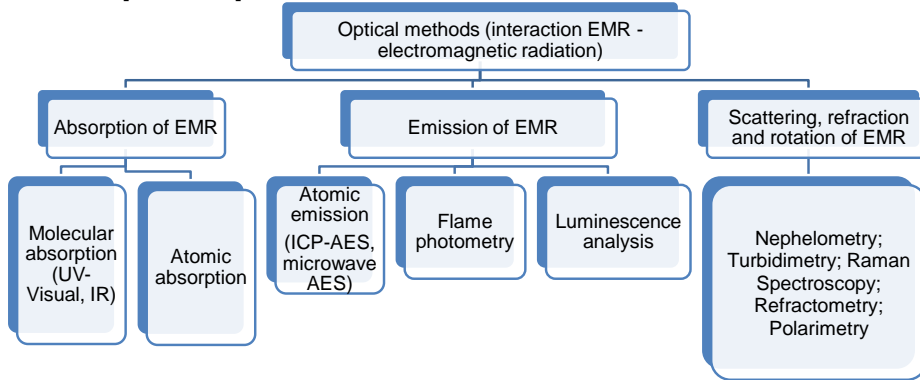 Optical methods (interaction EMR -
electromagnetic radiation)
Absorption of EMR
Emission of EMR
Scattering, refraction
and rotation of EMR
Molecular
absorption
(UV-
Visual, IR)
Atomic
absorption
Atomic
emission
(ICP-AES,
microwave
AES)
Flame
photometry
Luminescence
analysis
Nephelometry;
Turbidimetry; Raman
Spectroscopy;
Refractometry;
Polarimetry